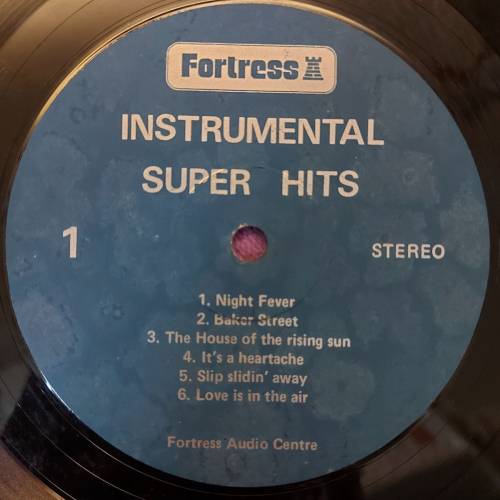 Fortress
INSTRUMENTAL
SUPER HITS
1
STEREO
1. Night Fever
2. Baker Street
3. The House of the rising sun
4. It's a heartache
5. Slip slidin' away
6. Love is in the air
Fortress Audio Centre